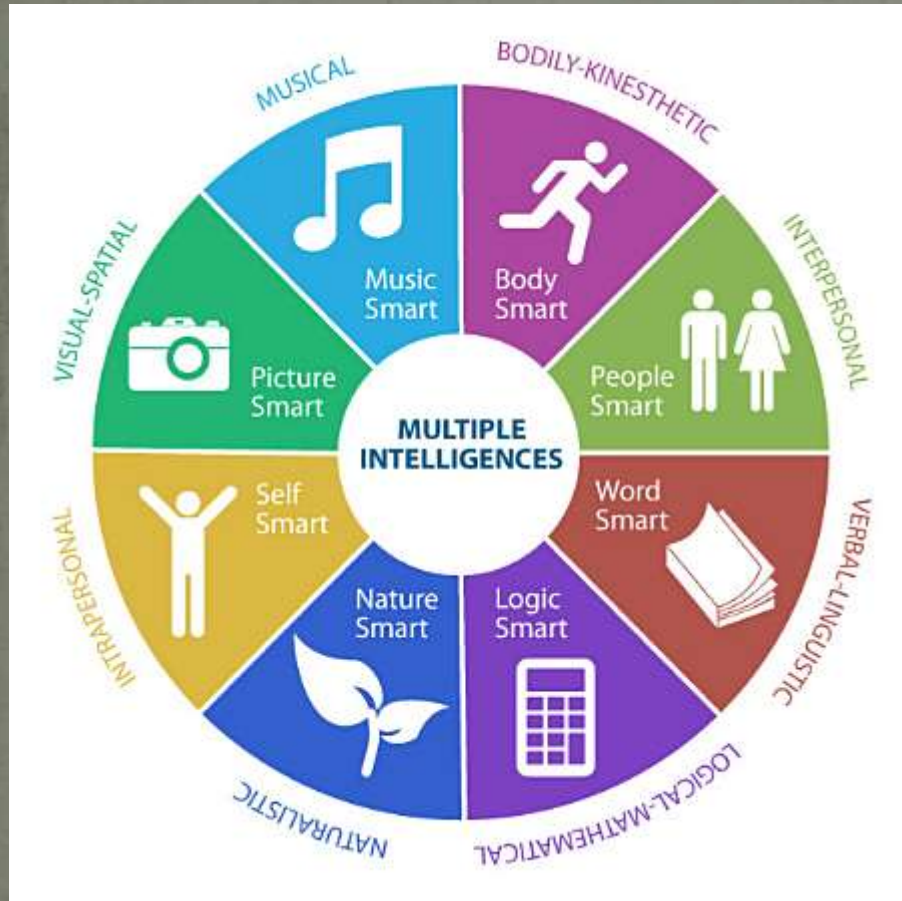 MUSICAL
BODILY-KINESTHETIC
INTERPERSONAL
VERBAL-LINGUISTIC
LOGICAL-MATHEMATICAL
NATURALISTIC
INTRAPERSONAL
VISUAL-SPATIAL
Music
Smart
Body
Smart
People
Smart
Word
Smart
Logic
Smart
Nature
Smart
Self
Smart
Picture
Smart
MULTIPLE
INTELLIGENCES